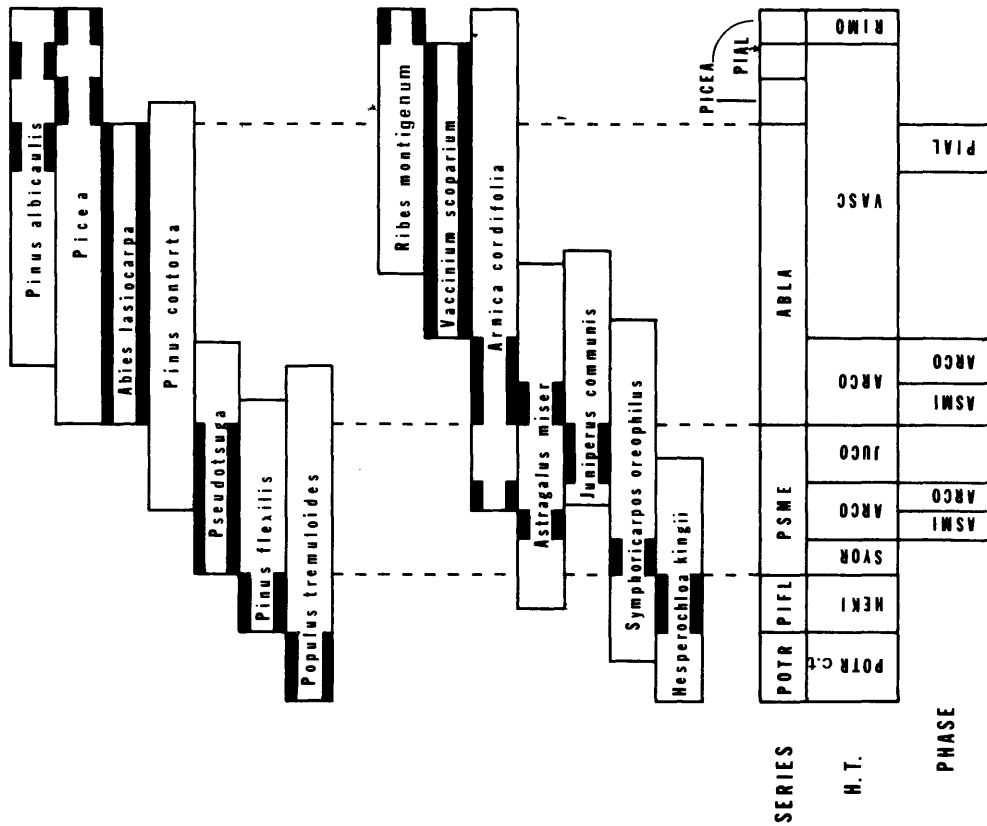 Pinus albicaulis
Picea
Abies lasiocarpa
Pinus contorta
Pseudotsuga
Pinus flexilis
Populus tremuloides
Ribes montigenum
Vaccinium scoparium
Arnica cordifolia
Astragalus miser
Juniperus communis
Symphoricarpos oreophilus
Hesperochloa kingii
PICEA
PIAL
SERIES
POTR
PIFL
PSME
ABLA
H.T.
POTR c.t.
HEKI
SYOR
ARCO
JUCO
ARCO
VASC
RIMO
PHASE
ASMI
ARCO
ASMI
ARCO
PIAL